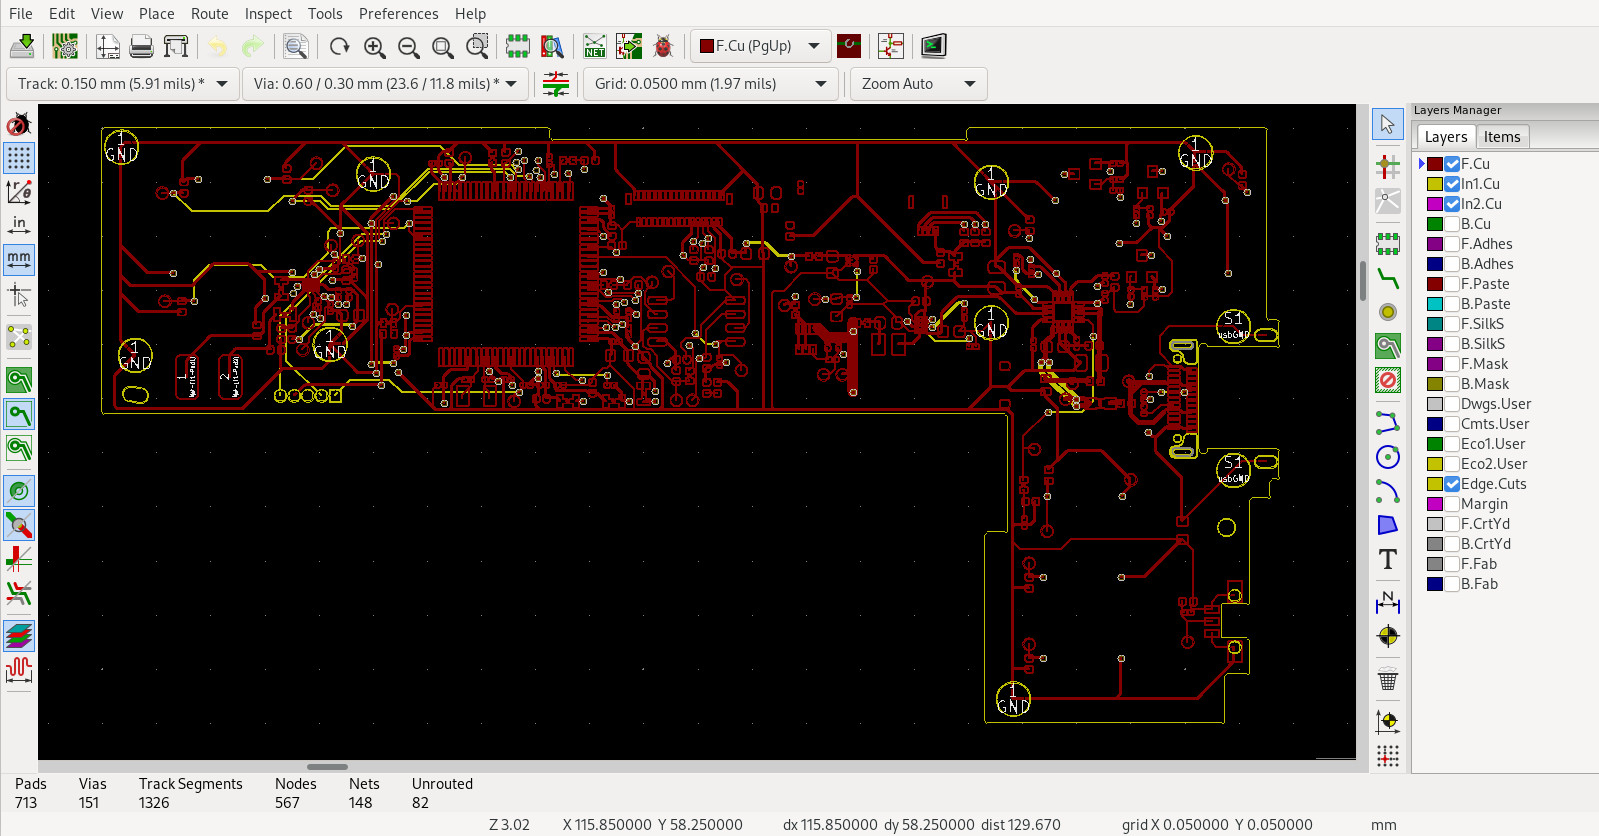 File Edit View Place Route Inspect Tools Preferences Help
NET
F.Cu (PgUp)
Track: 0.150 mm (5.91 mils) *
Via: 0.60 / 0.30 mm (23.6 / 11.8 mils) *
Grid: 0.0500 mm (1.97 mils)
Zoom Auto
in
mm
1
GND
1
GND
1
GND
1
GND
1
GND
1
GND
1
GND
S1
usbGND
1
2
S1
usbGND
1
GND
T
N
Layers Manager
Layers Items
F.Cu
In1.Cu
In2.Cu
B.Cu
F.Adhes
B.Adhes
F.Paste
B.Paste
F.SilkS
B.SilkS
F.Mask
B.Mask
Dwgs.User
Cmts.User
Eco1.User
Eco2.User
Edge.Cuts
Margin
F.CrtYd
B.CrtYd
F.Fab
B.Fab
Pads Vias Track Segments Nodes Nets Unrouted
713 151 1326 567 148 82
Z 3.02 X 115.850000 Y 58.250000 dx 115.850000 dy 58.250000 dist 129.670 grid X 0.050000 Y 0.050000 mm